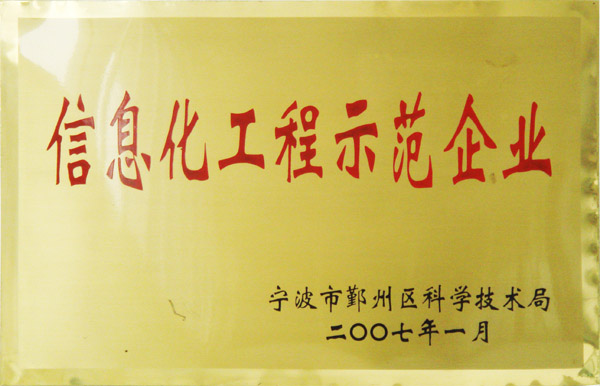 信息化工程示范企业
宁波市鄞州区科学技术局
二〇〇七年一月